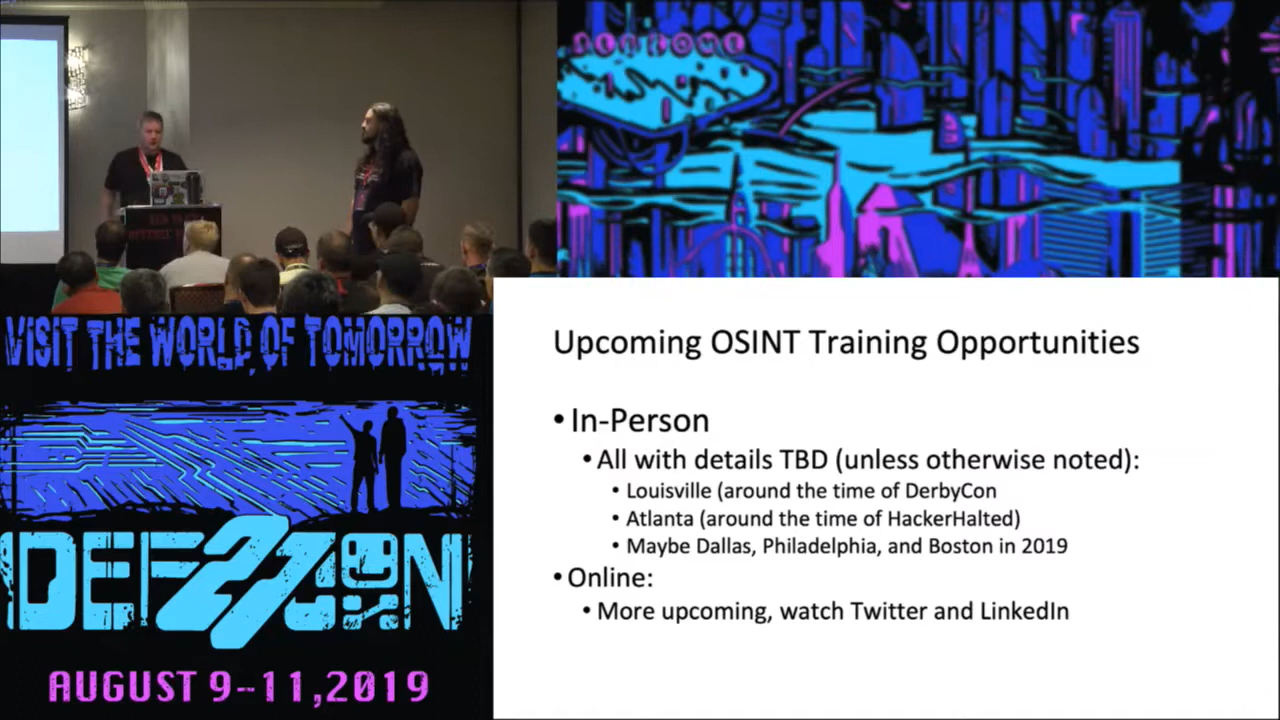 VISIT THE WORLD OF TOMORROW
DEF CON
27
AUGUST 9--11,2019
Upcoming OSINT Training Opportunities
• In-Person
• All with details TBD (unless otherwise noted):
• Louisville (around the time of DerbyCon
• Atlanta (around the time of HackerHalted)
• Maybe Dallas, Philadelphia, and Boston in 2019
• Online:
• More upcoming, watch Twitter and LinkedIn